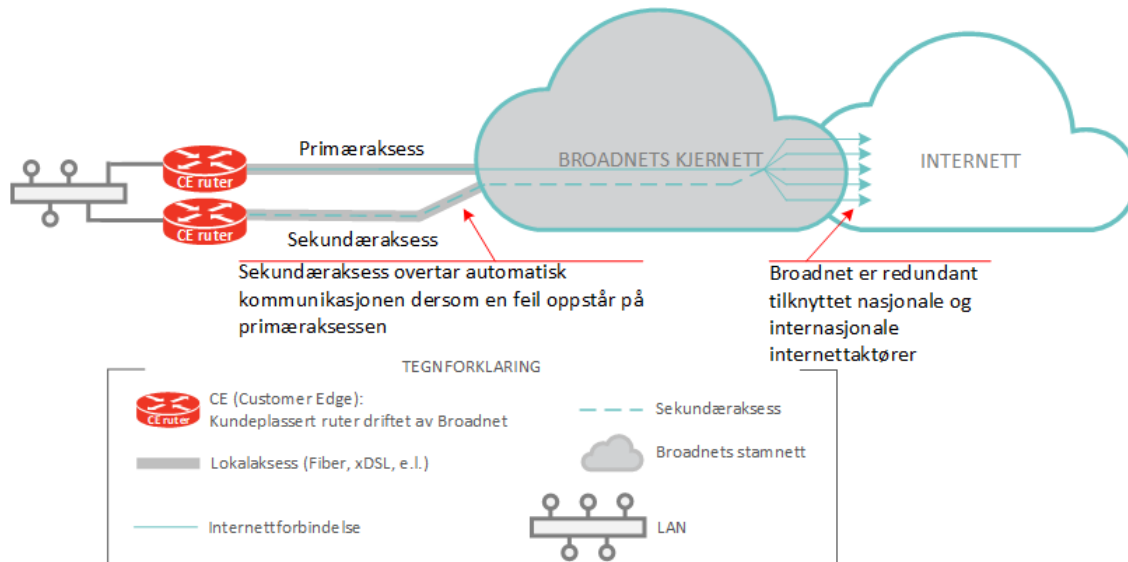 Primæraksess
CE ruter
BROADNETS KJERNETT
INTERNETT
CE ruter
Sekundæraksess
Sekundæraksess overtar automatisk
kommunikasjonen dersom en feil oppstår på
primæraksessen
Broadnet er redundant
tilknyttet nasjonale og
internasjonale
internettaktører
TEGNFORKLARING
CE ruter
CE (Customer Edge):
Kundeplassert ruter driftet av Broadnet
Sekundæraksess
Lokalaksess (Fiber, xDSL, e.l.)
Broadnets stamnett
Internettforbindelse
LAN